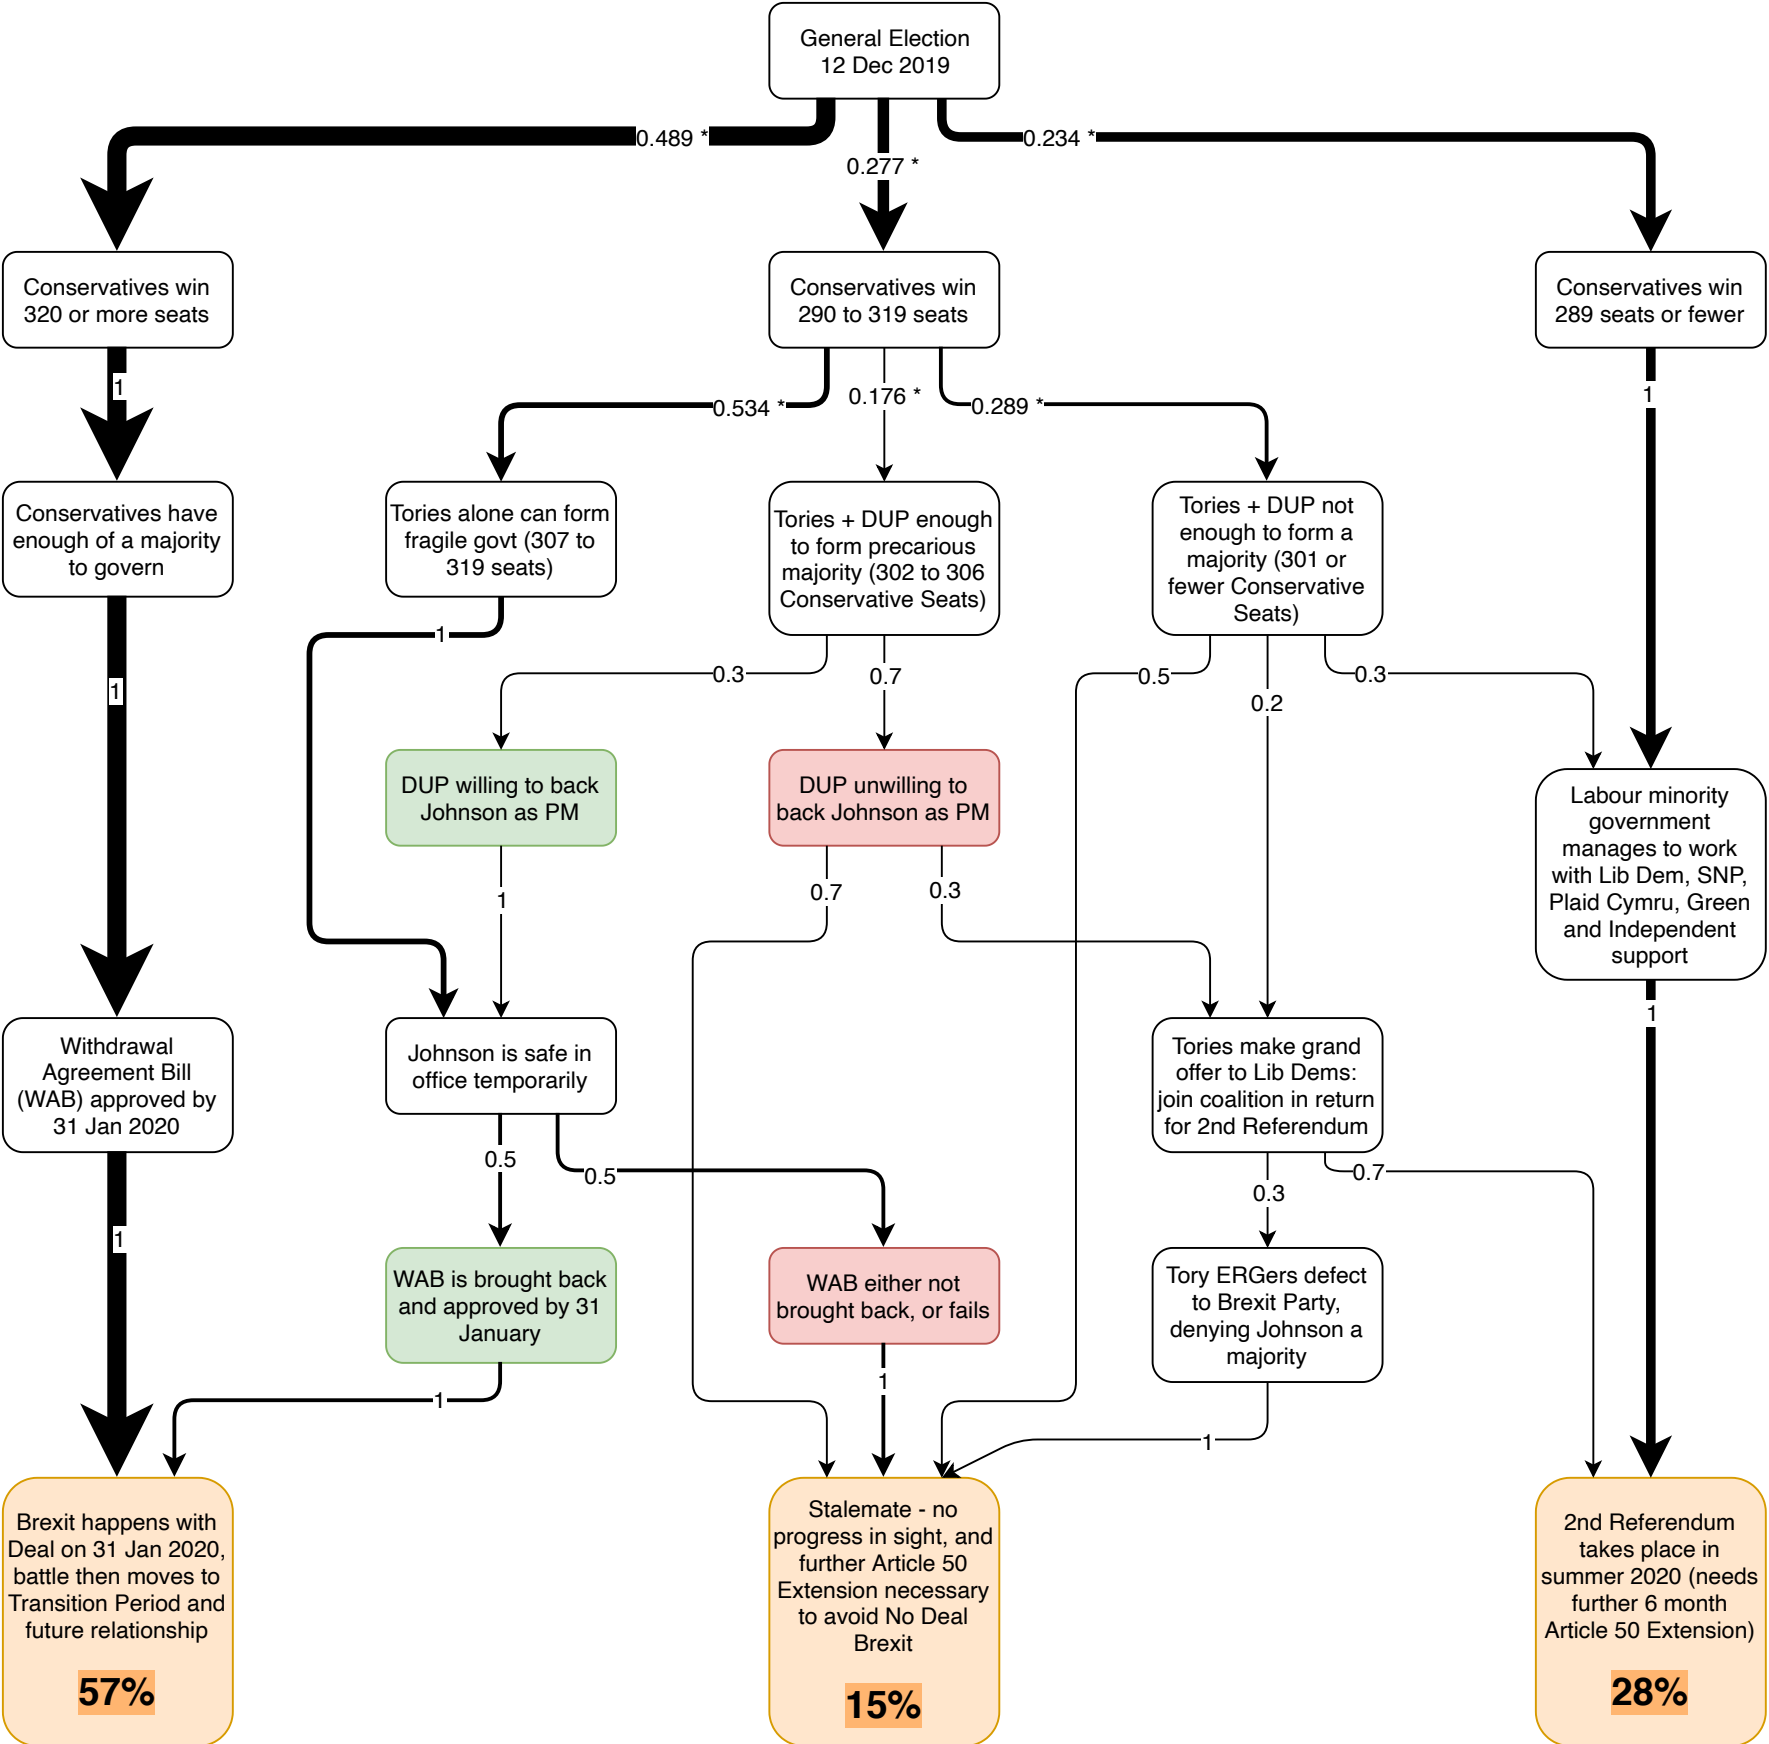 General Election
12 Dec 2019
0.489 *
0.277 *
0.234 *
Conservatives win
320 or more seats
Conservatives win
290 to 319 seats
Conservatives win
289 seats or fewer
1
0.534 *
0.176 *
0.289 *
1
Conservatives have
enough of a majority
to govern
Tories alone can form
fragile govt (307 to
319 seats)
Tories + DUP enough
to form precarious
majority (302 to 306
Conservative Seats)
Tories + DUP not
enough to form a
majority (301 or
fewer Conservative
Seats)
1
1
0.3
0.7
0.5
0.2
0.3
DUP willing to back
Johnson as PM
DUP unwilling to
back Johnson as PM
Labour minority
government
manages to work
with Lib Dem, SNP,
Plaid Cymru, Green
and Independent
support
1
0.7
0.3
1
Withdrawal
Agreement Bill
(WAB) approved by
31 Jan 2020
Johnson is safe in
office temporarily
Tories make grand
offer to Lib Dems:
join coalition in return
for 2nd Referendum
1
0.5
0.5
0.3
0.7
WAB is brought back
and approved by 31
January
WAB either not
brought back, or fails
Tory ERGers defect
to Brexit Party,
denying Johnson a
majority
1
1
1
Brexit happens with
Deal on 31 Jan 2020,
battle then moves to
Transition Period and
future relationship
57%
Stalemate - no
progress in sight, and
further Article 50
Extension necessary
to avoid No Deal
Brexit
15%
2nd Referendum
takes place in
summer 2020 (needs
further 6 month
Article 50 Extension)
28%